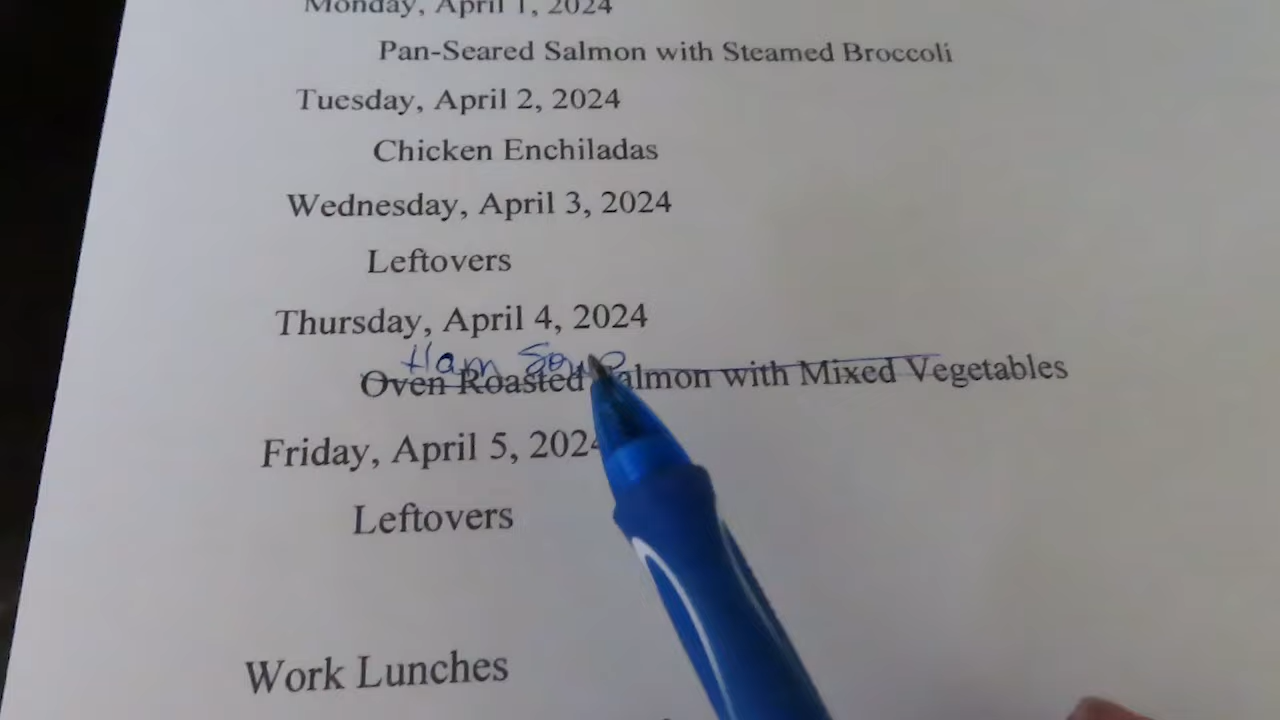 Monday, April 1, 2024
Pan-Seared Salmon with Steamed Broccoli
Tuesday, April 2, 2024
Chicken Enchiladas
Wednesday, April 3, 2024
Leftovers
Thursday, April 4, 2024
Ham Soup
Oven Roasted Salmon with Mixed Vegetables
Friday, April 5, 2024
Leftovers
Work Lunches